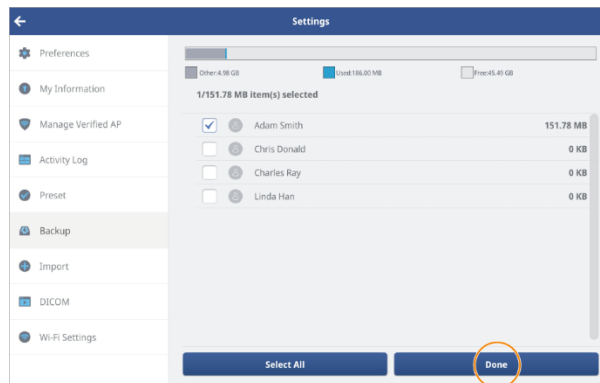 Settings
Preferences
My Information
Manage Verified AP
Activity Log
Preset
Backup
Import
DICOM
Wi-Fi Settings
Other:4.98 GB Used:186.00 MB Free:45.49 GB
1/151.78 MB item(s) selected
Adam Smith 151.78 MB
Chris Donald 0 KB
Charles Ray 0 KB
Linda Han 0 KB
Select All Done